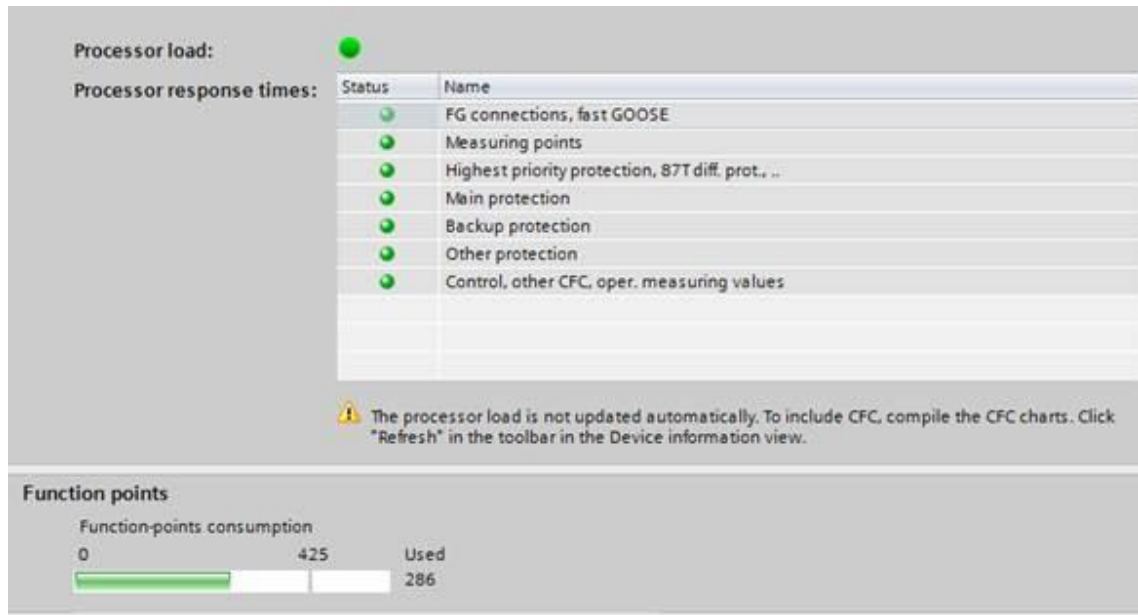 Processor load:
Processor response times:
Status Name
FG connections, fast GOOSE
Measuring points
Highest priority protection, 87T diff. prot., ..
Main protection
Backup protection
Other protection
Control, other CFC, oper. measuring values
The processor load is not updated automatically. To include CFC, compile the CFC charts. Click
"Refresh" in the toolbar in the Device information view.
Function points
Function-points consumption
0 425 Used
286